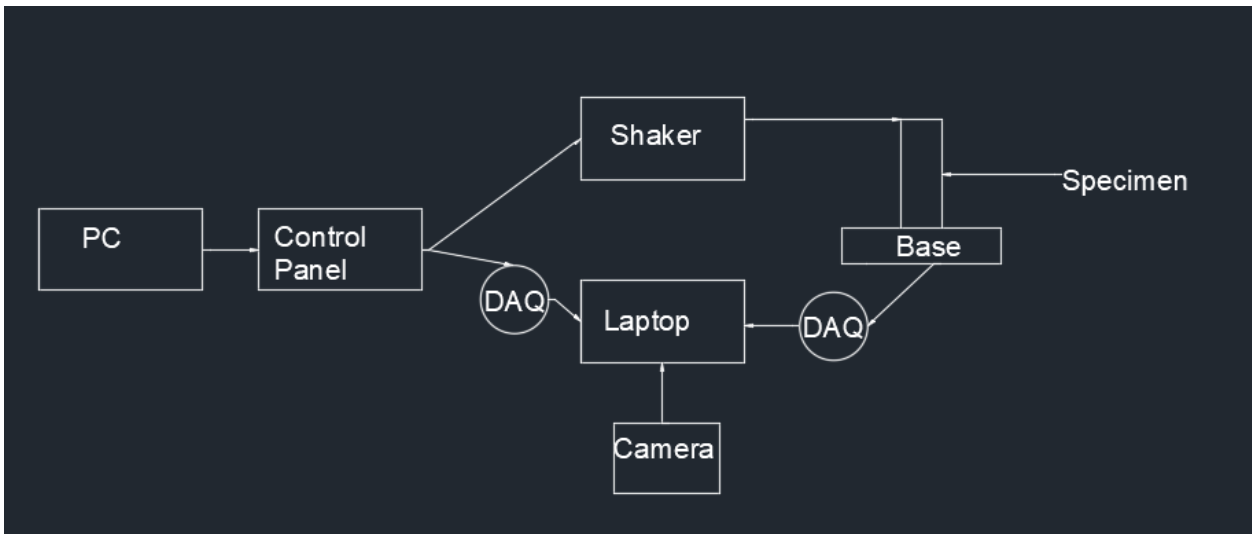 Shaker
Specimen
PC
Control
Panel
Base
DAQ
Laptop
DAQ
Camera